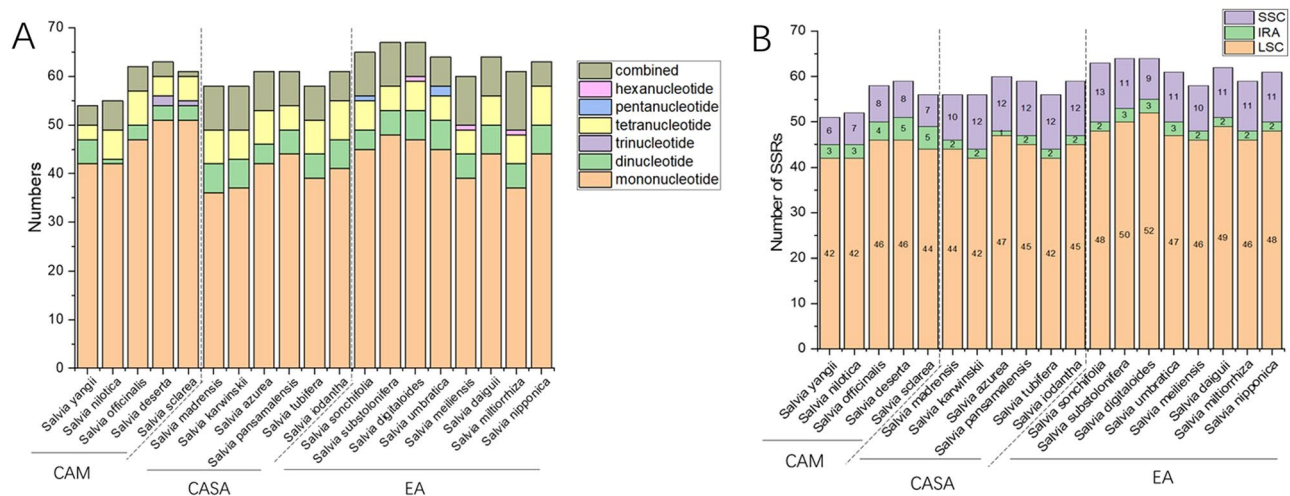 A
Numbers
70
60
50
40
30
20
10
0
combined
hexanucleotide
pentanucleotide
tetranucleotide
trinucleotide
dinucleotide
mononucleotide
Salvia yangii
Salvia nilotica
Salvia officinalis
Salvia deserta
Salvia sclarea
Salvia madrensis
Salvia karwinskii
Salvia azurea
Salvia pansamalensis
Salvia tubifera
Salvia iodantha
Salvia sonchifolia
Salvia substolonifera
Salvia digitaloides
Salvia umbratica
Salvia meiliensis
Salvia daiguii
Salvia miltiorrhiza
Salvia nipponica
CAM
CASA
EA
B
SSC
IRA
LSC
Number of SSRs
70
60
50
40
30
20
10
0
6 7 8 8 7 10 12 12 12 12 12 13 11 9 11 10 11 11 11
3 3 4 5 5 2 2 1 2 2 2 2 3 3 3 2 2 2 2
42 42 46 46 44 44 42 47 45 42 45 48 50 52 47 46 49 46 48
Salvia yangii
Salvia nilotica
Salvia officinalis
Salvia deserta
Salvia sclarea
Salvia madrensis
Salvia karwinskii
Salvia azurea
Salvia pansamalensis
Salvia tubifera
Salvia iodantha
Salvia sonchifolia
Salvia substolonifera
Salvia digitaloides
Salvia umbratica
Salvia meiliensis
Salvia daiguii
Salvia miltiorrhiza
Salvia nipponica
CAM
CASA
EA